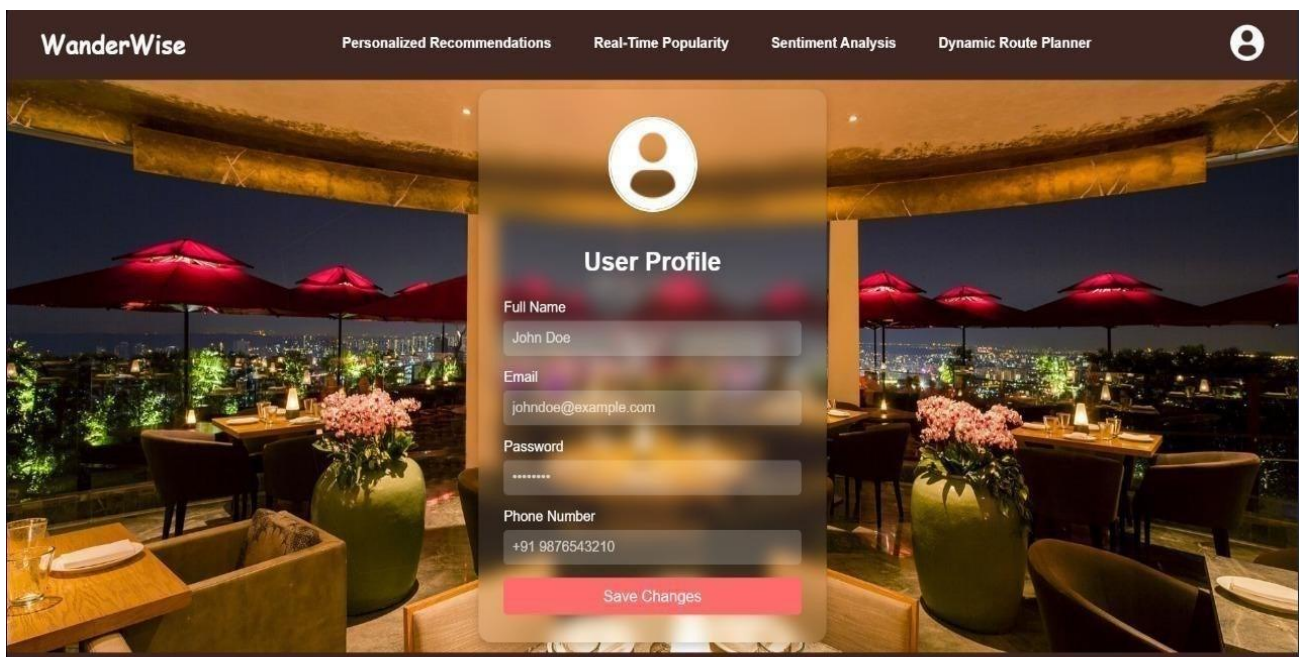 WanderWise
Personalized Recommendations
Real-Time Popularity
Sentiment Analysis
Dynamic Route Planner
User Profile
Full Name
John Doe
Email
johndoe@example.com
Password
••••••••
Phone Number
+91 9876543210
Save Changes